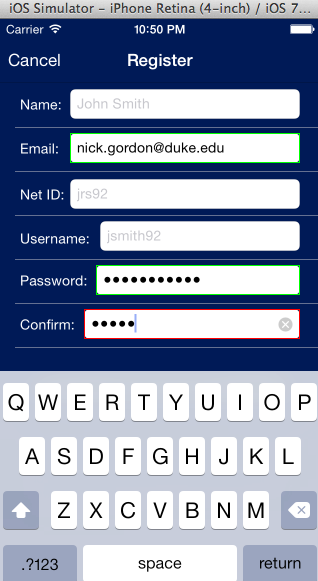 iOS Simulator – iPhone Retina (4-inch) / iOS 7...
Carrier 10:50 PM
Cancel Register
Name: John Smith
Email: nick.gordon@duke.edu
Net ID: jrs92
Username: jsmith92
Password: •••••••••••
Confirm: •••••
Q W E R T Y U I O P
A S D F G H J K L
Z X C V B N M
.?123 space return